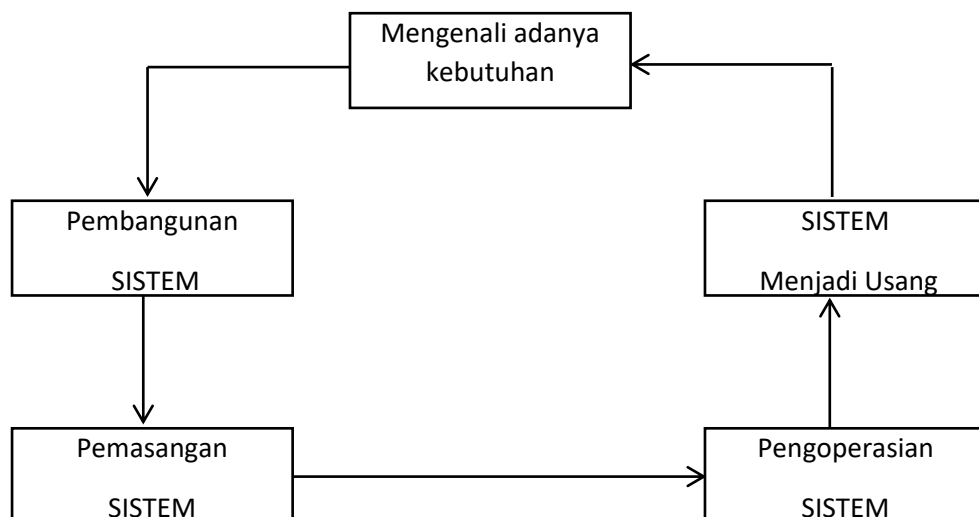 Mengenali adanya
kebutuhan
Pembangunan
SISTEM
SISTEM
Menjadi Usang
Pemasangan
SISTEM
Pengoperasian
SISTEM